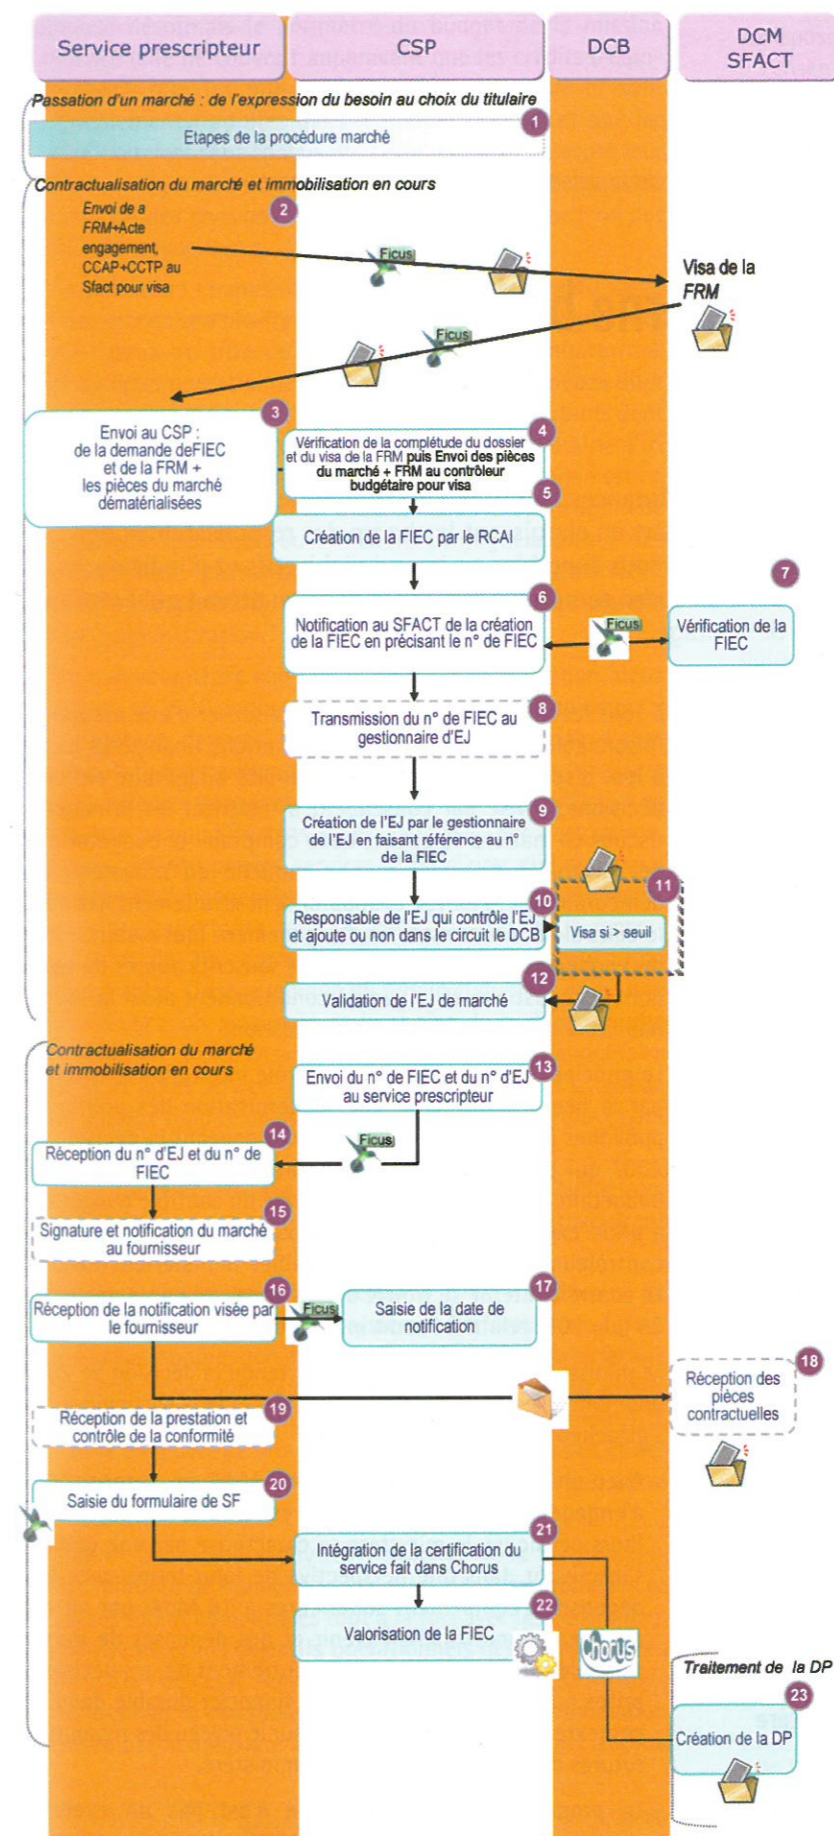 Service prescripteur
CSP
DCB
DCM
SFACT
Passation d'un marché : de l'expression du besoin au choix du titulaire
1
Etapes de la procédure marché
Contractualisation du marché et immobilisation en cours
2
Envoi de a
FRM+Acte
engagement,
CCAP+CCTP au
Sfact pour visa
Ficus
Visa de la
FRM
Ficus
3
Envoi au CSP :
de la demande deFIEC
et de la FRM +
les pièces du marché
dématérialisées
4
Vérification de la complétude du dossier
et du visa de la FRM puis Envoi des pièces
du marché + FRM au contrôleur
budgétaire pour visa
5
Création de la FIEC par le RCAI
6
Notification au SFACT de la création
de la FIEC en précisant le n° de FIEC
Ficus
7
Vérification de la
FIEC
8
Transmission du n° de FIEC au
gestionnaire d'EJ
9
Création de l'EJ par le gestionnaire
de l'EJ en faisant référence au n°
de la FIEC
10
Responsable de l'EJ qui contrôle l'EJ
et ajoute ou non dans le circuit le DCB
11
Visa si > seuil
12
Validation de l'EJ de marché
Contractualisation du marché
et immobilisation en cours
13
Envoi du n° de FIEC et du n° d'EJ
au service prescripteur
Ficus
14
Réception du n° d'EJ et du n° de
FIEC
15
Signature et notification du marché
au fournisseur
16
Réception de la notification visée par
le fournisseur
Ficus
17
Saisie de la date de
notification
18
Réception des
pièces
contractuelles
19
Réception de la prestation et
contrôle de la conformité
20
Saisie du formulaire de SF
21
Intégration de la certification du
service fait dans Chorus
22
Valorisation de la FIEC
Chorus
Traitement de la DP
23
Création de la DP